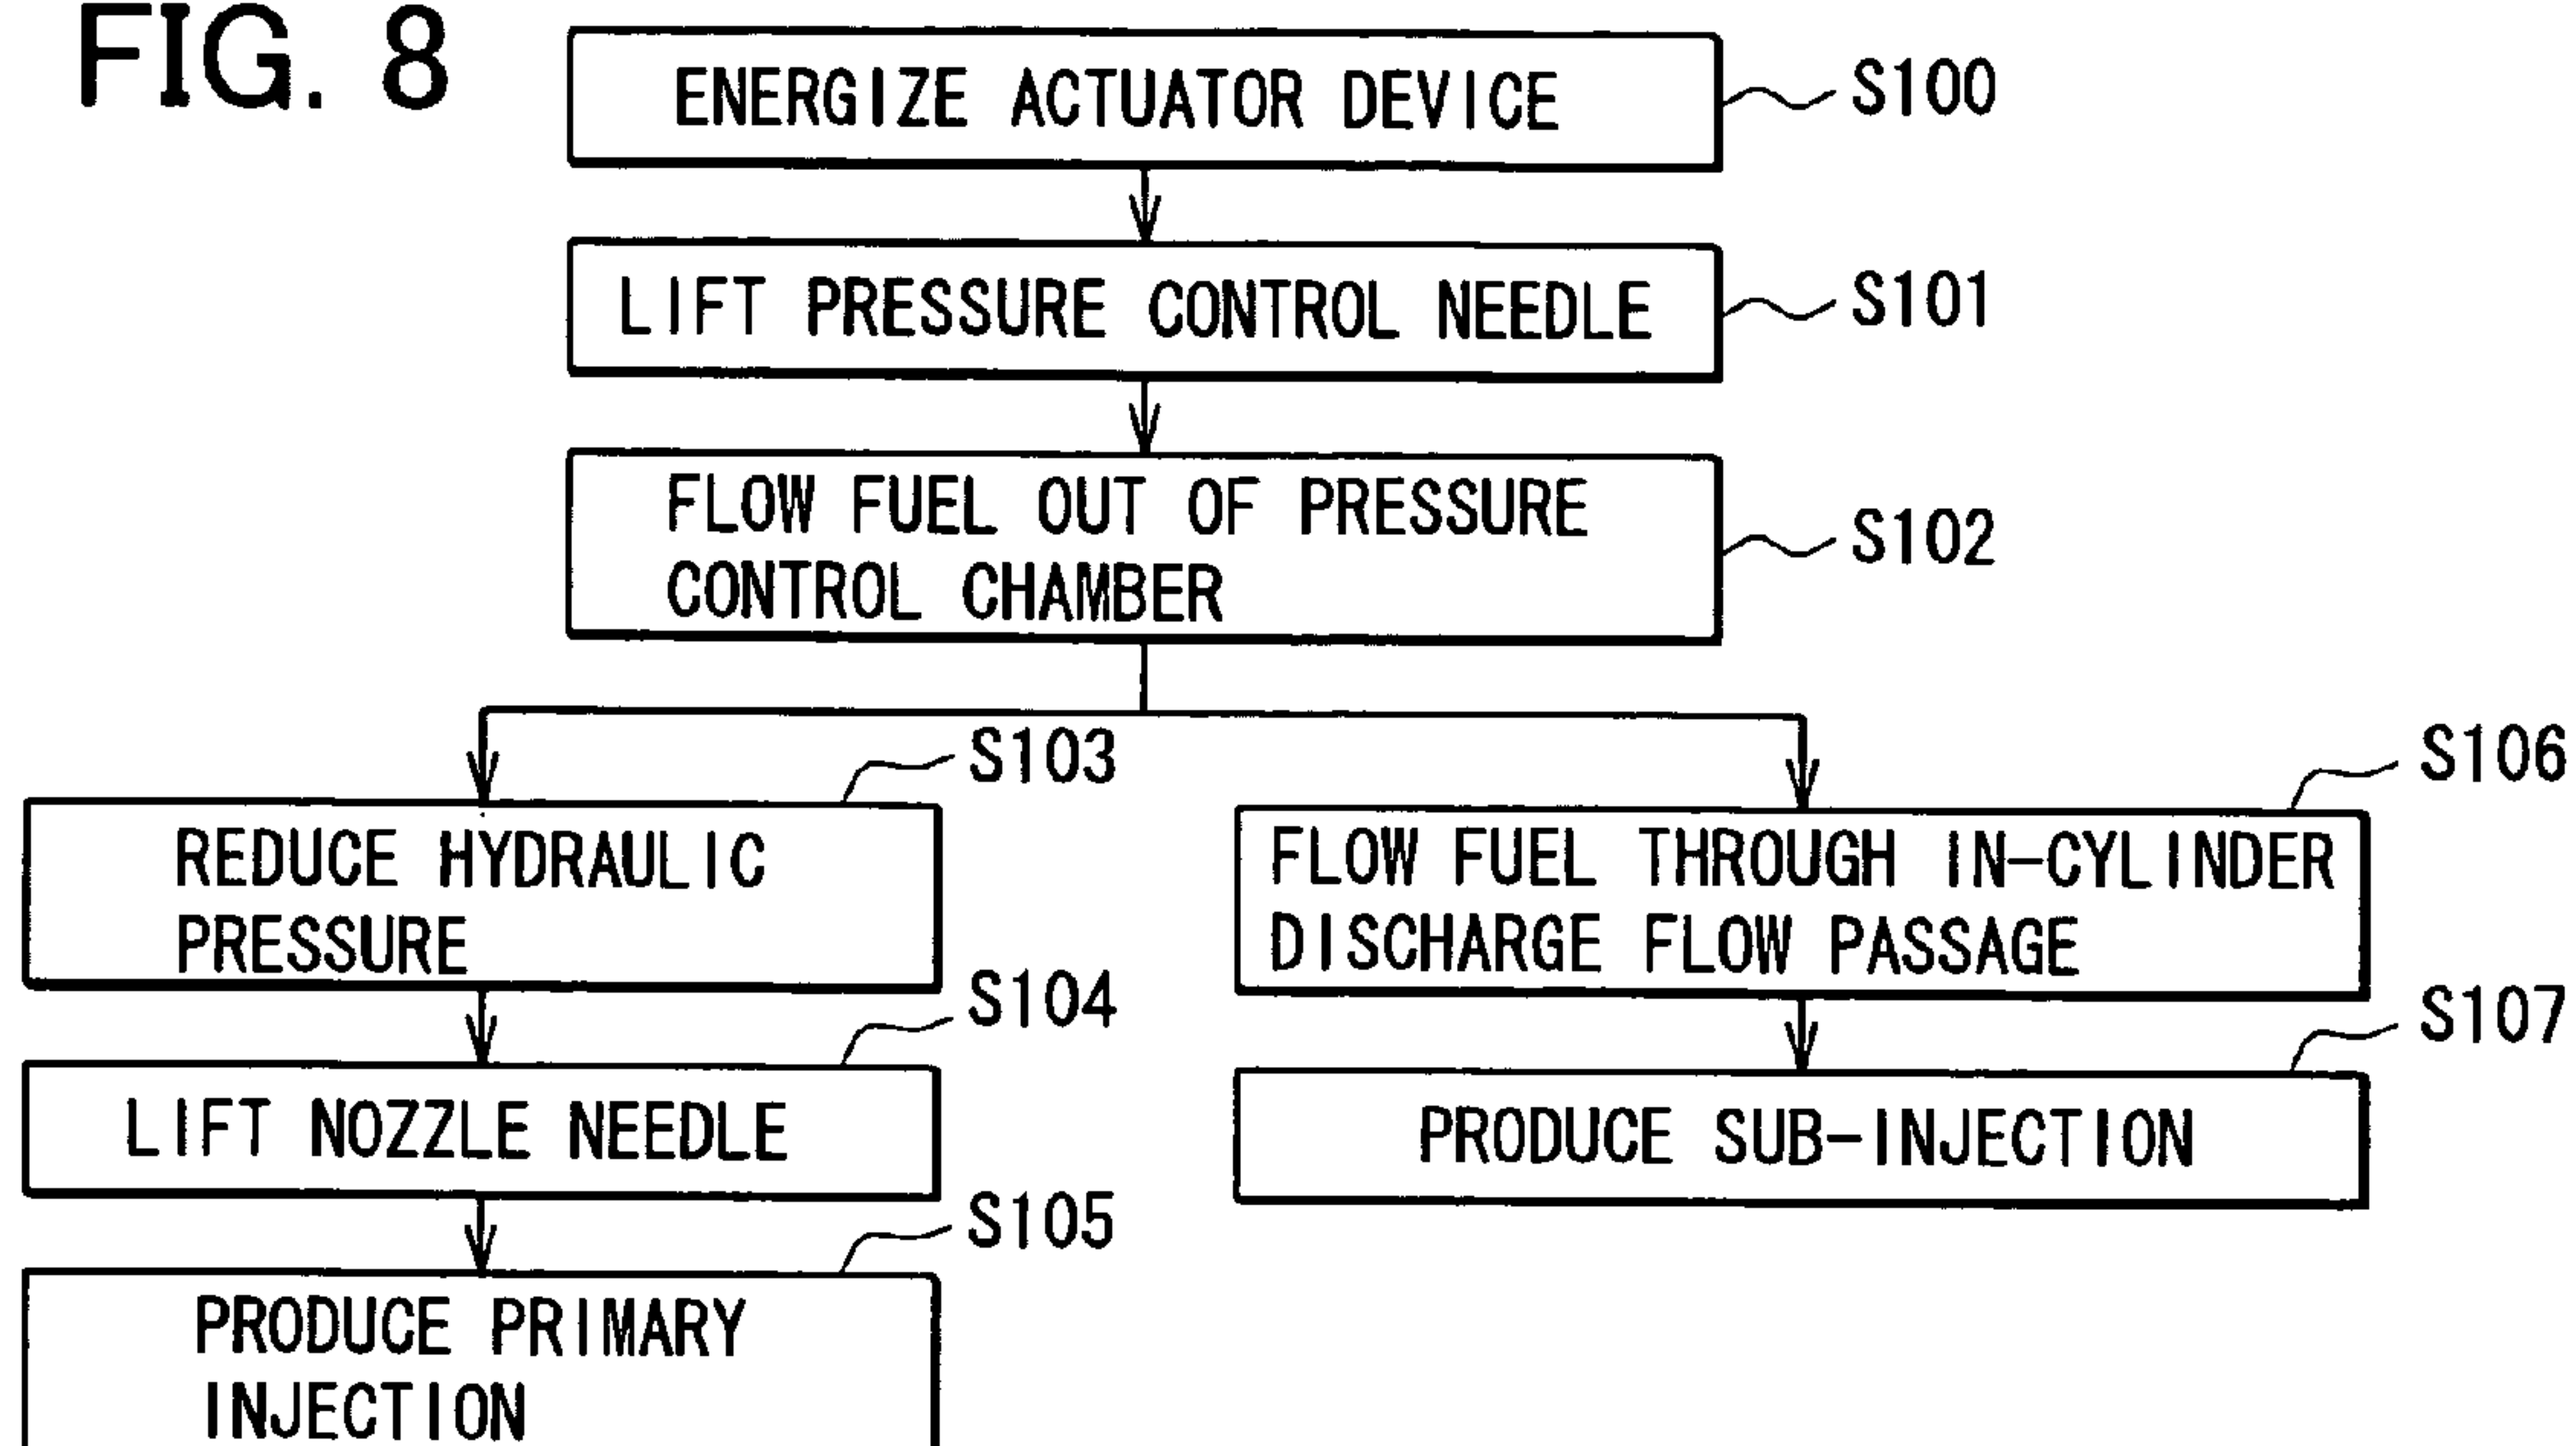 FIG. 8
ENERGIZE ACTUATOR DEVICE
S100
LIFT PRESSURE CONTROL NEEDLE
S101
FLOW FUEL OUT OF PRESSURE
CONTROL CHAMBER
S102
S103
REDUCE HYDRAULIC
PRESSURE
S104
LIFT NOZZLE NEEDLE
S105
PRODUCE PRIMARY
INJECTION
S106
FLOW FUEL THROUGH IN-CYLINDER
DISCHARGE FLOW PASSAGE
S107
PRODUCE SUB-INJECTION